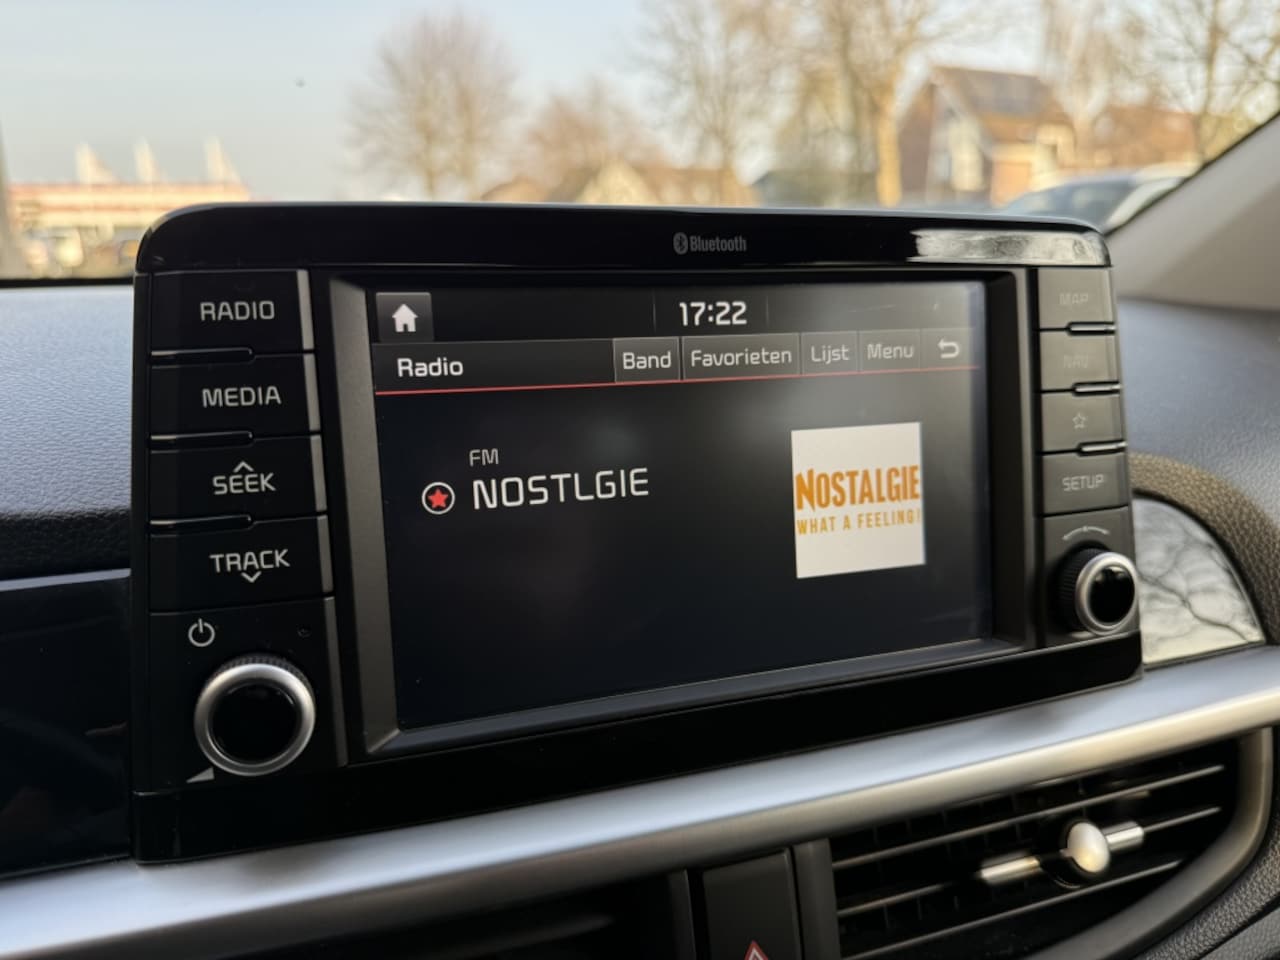 Bluetooth
RADIO
MEDIA
SEEK
TRACK
17:22
Radio
Band
Favorieten
Lijst
Menu
FM
NOSTLGIE
NOSTALGIE
WHAT A FEELING!
MAP
NAV
SETUP